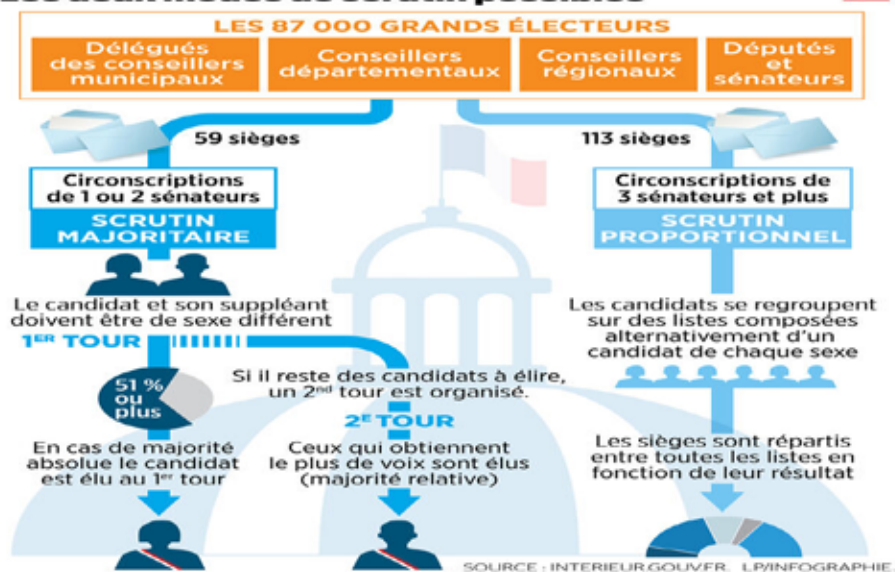 Les deux modes de scrutin possibles
LES 87 000 GRANDS ÉLECTEURS
Délégués
des conseillers
municipaux
Conseillers
départementaux
Conseillers
régionaux
Députés
et
sénateurs
59 sièges
Circonscriptions
de 1 ou 2 sénateurs
SCRUTIN
MAJORITAIRE
Le candidat et son suppléant
doivent être de sexe différent
1ER TOUR
51 %
ou
plus
En cas de majorité
absolue le candidat
est élu au 1er tour
Si il reste des candidats à élire,
un 2nd tour est organisé.
2E TOUR
Ceux qui obtiennent
le plus de voix sont élus
(majorité relative)
113 sièges
Circonscriptions de
3 sénateurs et plus
SCRUTIN
PROPORTIONNEL
Les candidats se regroupent
sur des listes composées
alternativement d'un
candidat de chaque sexe
Les sièges sont répartis
entre toutes les listes en
fonction de leur résultat
SOURCE : INTERIEUR.GOUV.FR. LP/INFOGRAPHIE